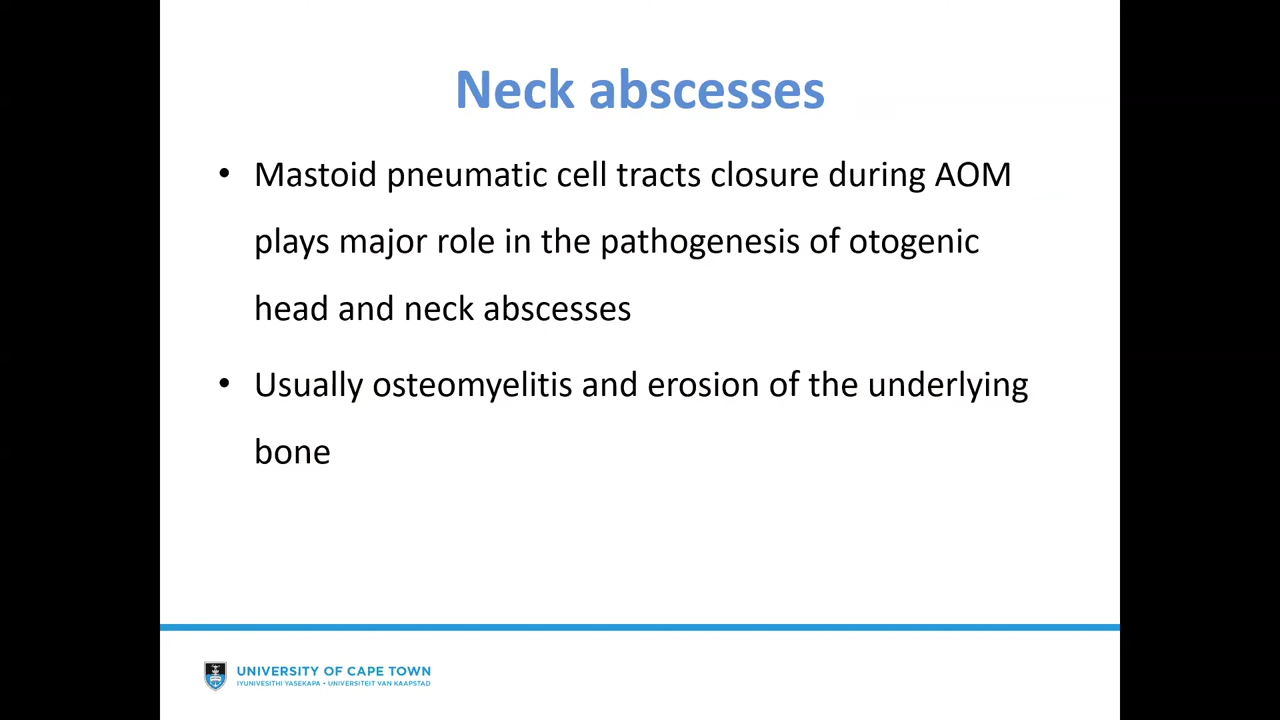 Neck abscesses
• Mastoid pneumatic cell tracts closure during AOM
plays major role in the pathogenesis of otogenic
head and neck abscesses
• Usually osteomyelitis and erosion of the underlying
bone
UNIVERSITY OF CAPE TOWN
IYUNIVESITHI YASEKAPA • UNIVERSITEIT VAN KAAPSTAD